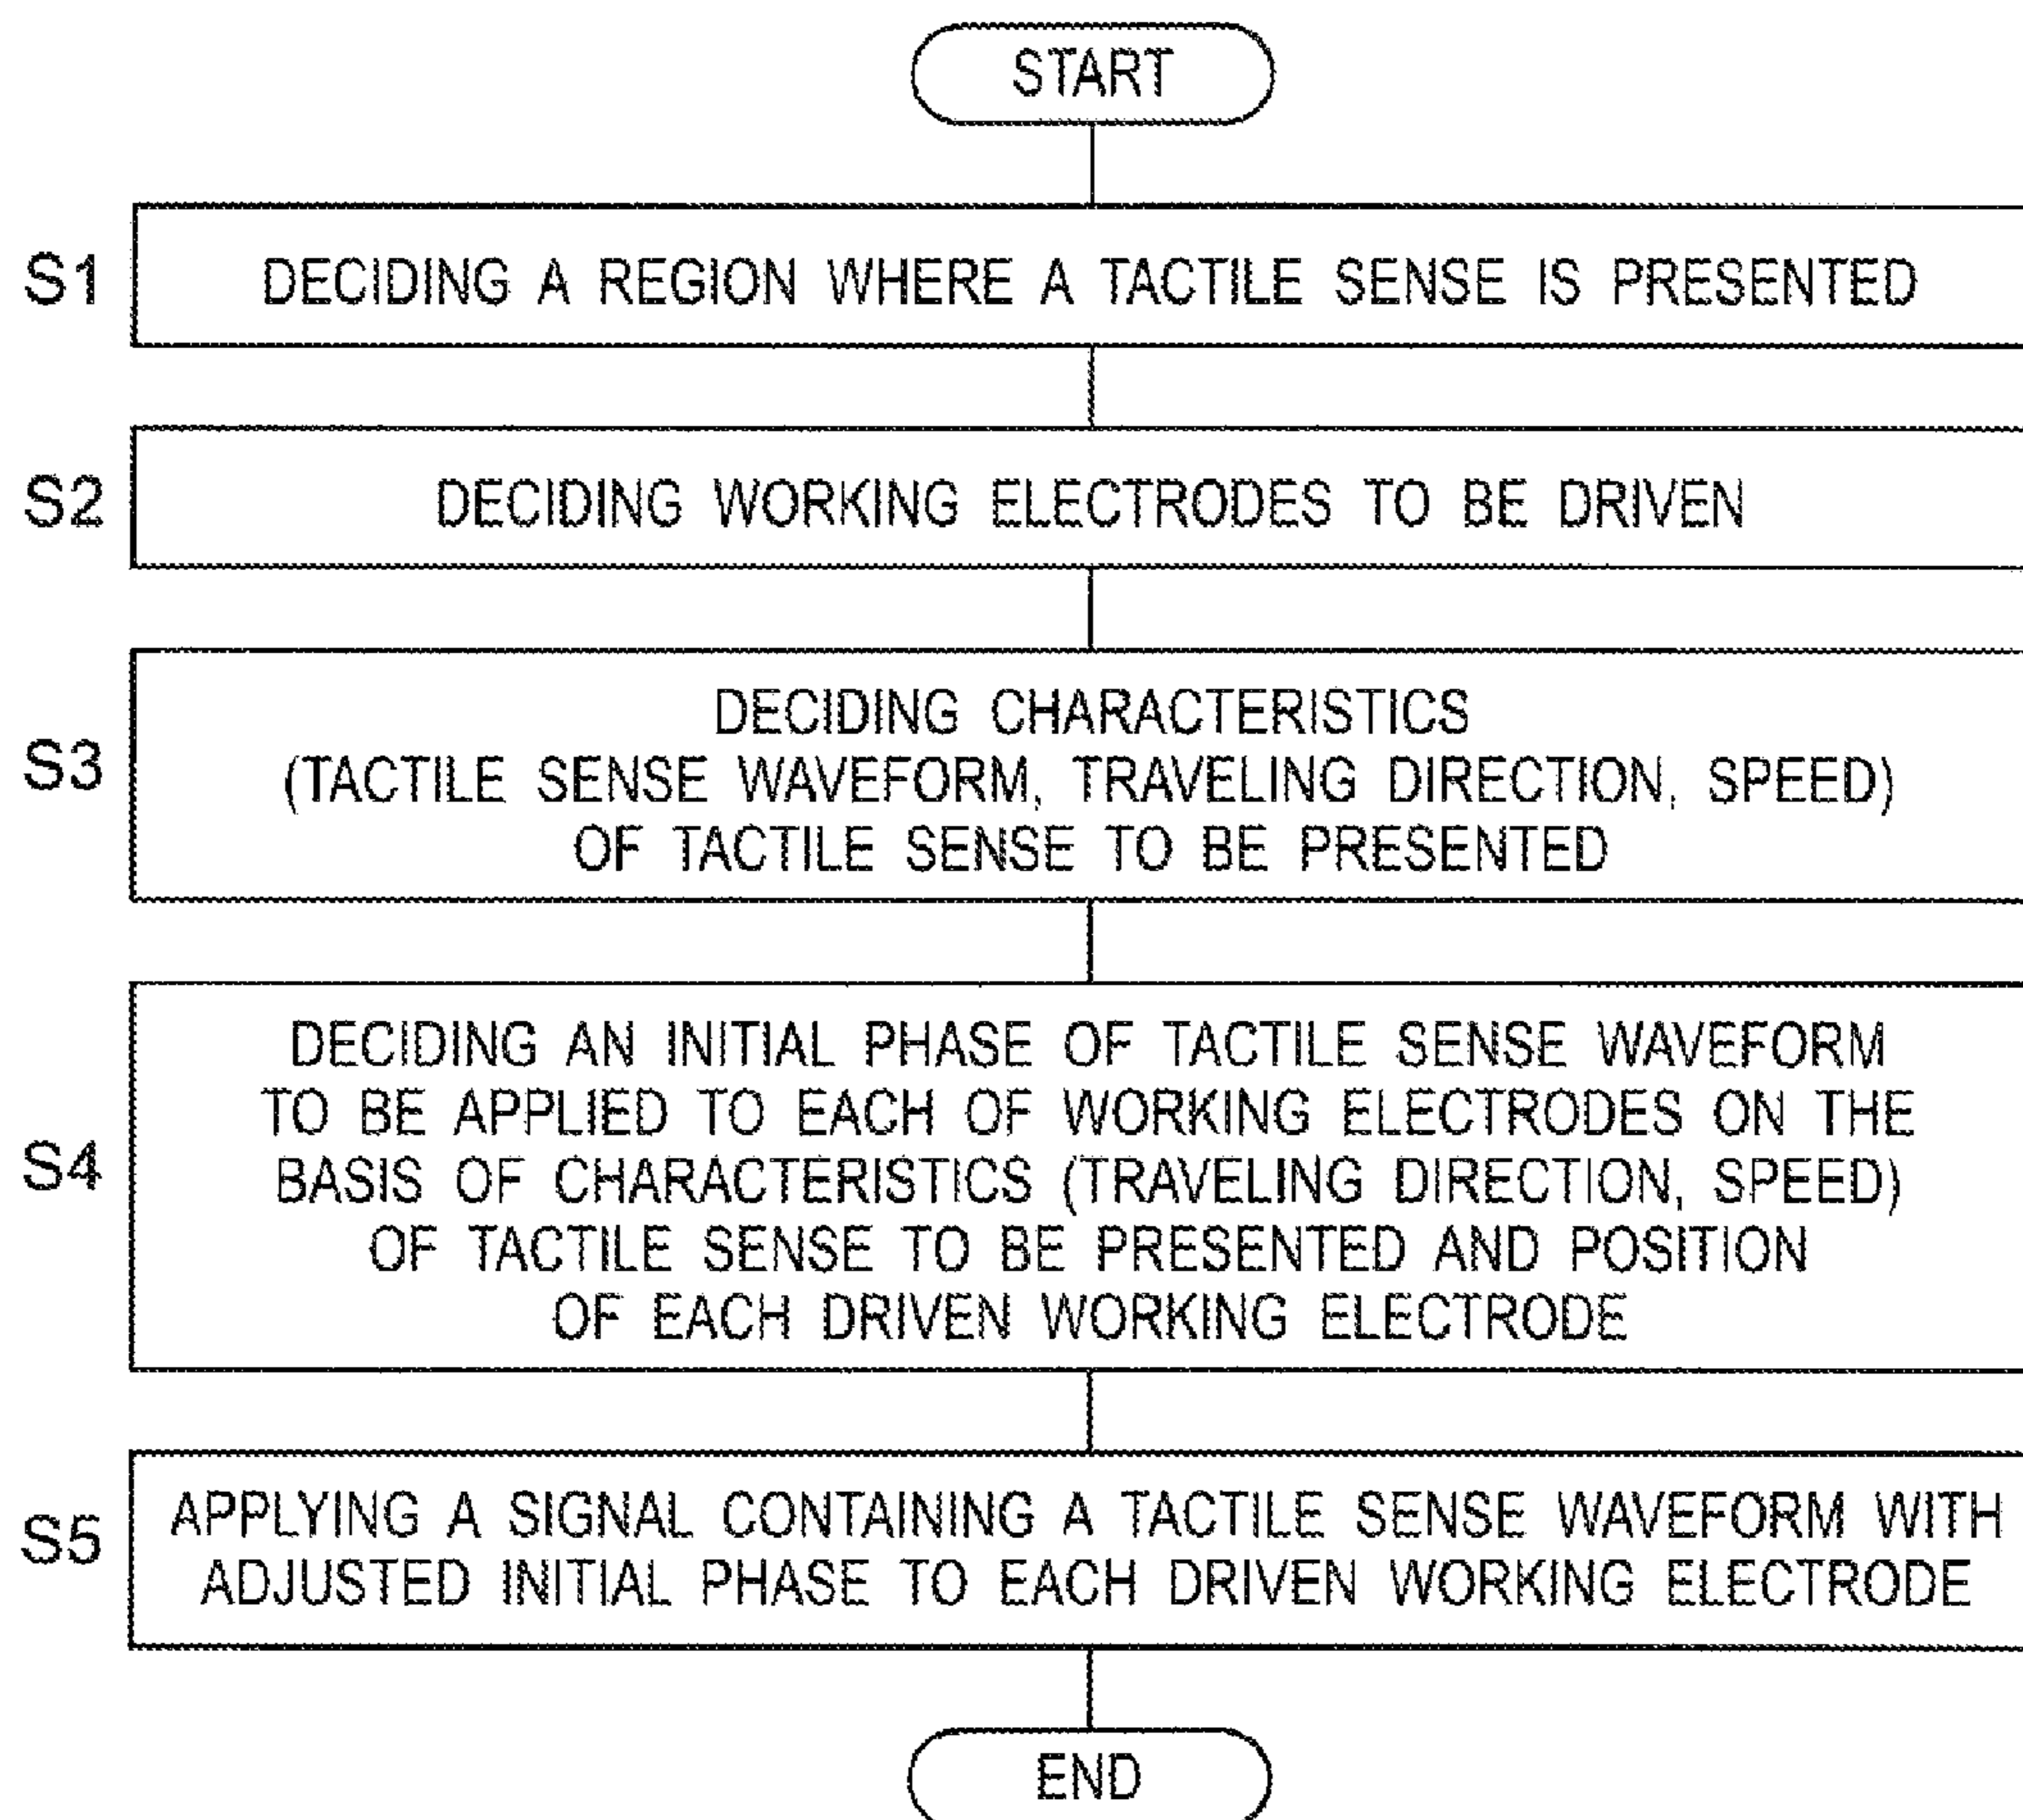 START
S1 DECIDING A REGION WHERE A TACTILE SENSE IS PRESENTED
S2 DECIDING WORKING ELECTRODES TO BE DRIVEN
S3
DECIDING CHARACTERISTICS
(TACTILE SENSE WAVEFORM, TRAVELING DIRECTION, SPEED)
OF TACTILE SENSE TO BE PRESENTED
S4
DECIDING AN INITIAL PHASE OF TACTILE SENSE WAVEFORM
TO BE APPLIED TO EACH OF WORKING ELECTRODES ON THE
BASIS OF CHARACTERISTICS (TRAVELING DIRECTION, SPEED)
OF TACTILE SENSE TO BE PRESENTED AND POSITION
OF EACH DRIVEN WORKING ELECTRODE
S5
APPLYING A SIGNAL CONTAINING A TACTILE SENSE WAVEFORM WITH
ADJUSTED INITIAL PHASE TO EACH DRIVEN WORKING ELECTRODE
END